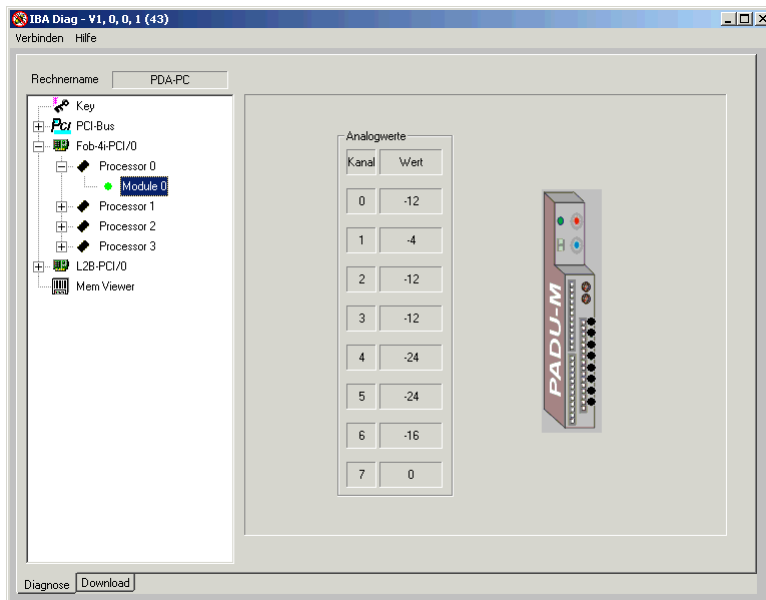 IBA Diag - V1, 0, 0, 1 (43)
Verbinden Hilfe
Rechnername PDA-PC
Key
PCI PCI-Bus
Fob-4i-PCI/0
Processor 0
Module 0
Processor 1
Processor 2
Processor 3
L2B-PCI/0
Mem Viewer
Analogwerte
Kanal Wert
0 -12
1 -4
2 -12
3 -12
4 -24
5 -24
6 -16
7 0
PADU-M
Diagnose Download